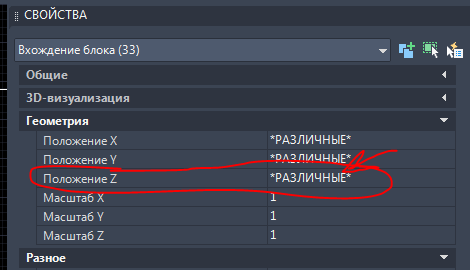 СВОЙСТВА
Вхождение блока (33)
Общие
3D-визуализация
Геометрия
Положение X *РАЗЛИЧНЫЕ*
Положение Y *РАЗЛИЧНЫЕ*
Положение Z *РАЗЛИЧНЫЕ*
Масштаб X 1
Масштаб Y 1
Масштаб Z 1
Разное